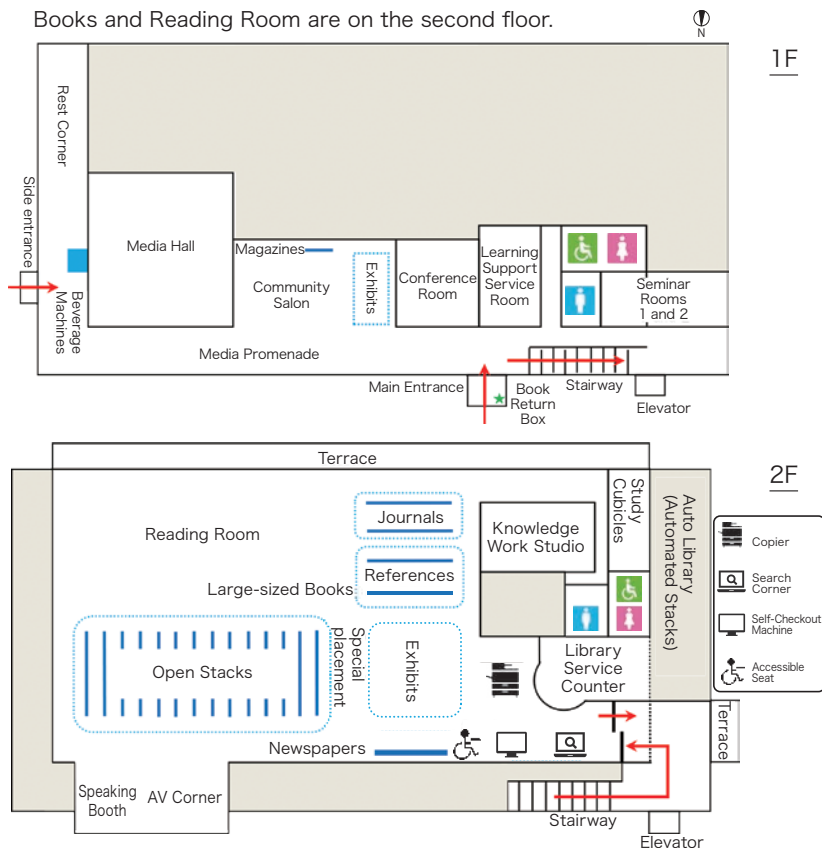 Books and Reading Room are on the second floor.
N
1F
Rest Corner
Side entrance
Media Hall
Magazines
Community
Salon
Exhibits
Conference
Room
Learning
Support
Service
Room
Seminar
Rooms
1 and 2
Beverage
Machines
Media Promenade
Main Entrance
Book
Return
Box
Stairway
Elevator
2F
Terrace
Reading Room
Journals
References
Large-sized Books
Knowledge
Work Studio
Study
Cubicles
Auto Library
(Automated Stacks)
Open Stacks
Special
placement
Exhibits
Library
Service
Counter
Newspapers
Speaking
Booth
AV Corner
Stairway
Elevator
Terrace
Copier
Search
Corner
Self-Checkout
Machine
Accessible
Seat